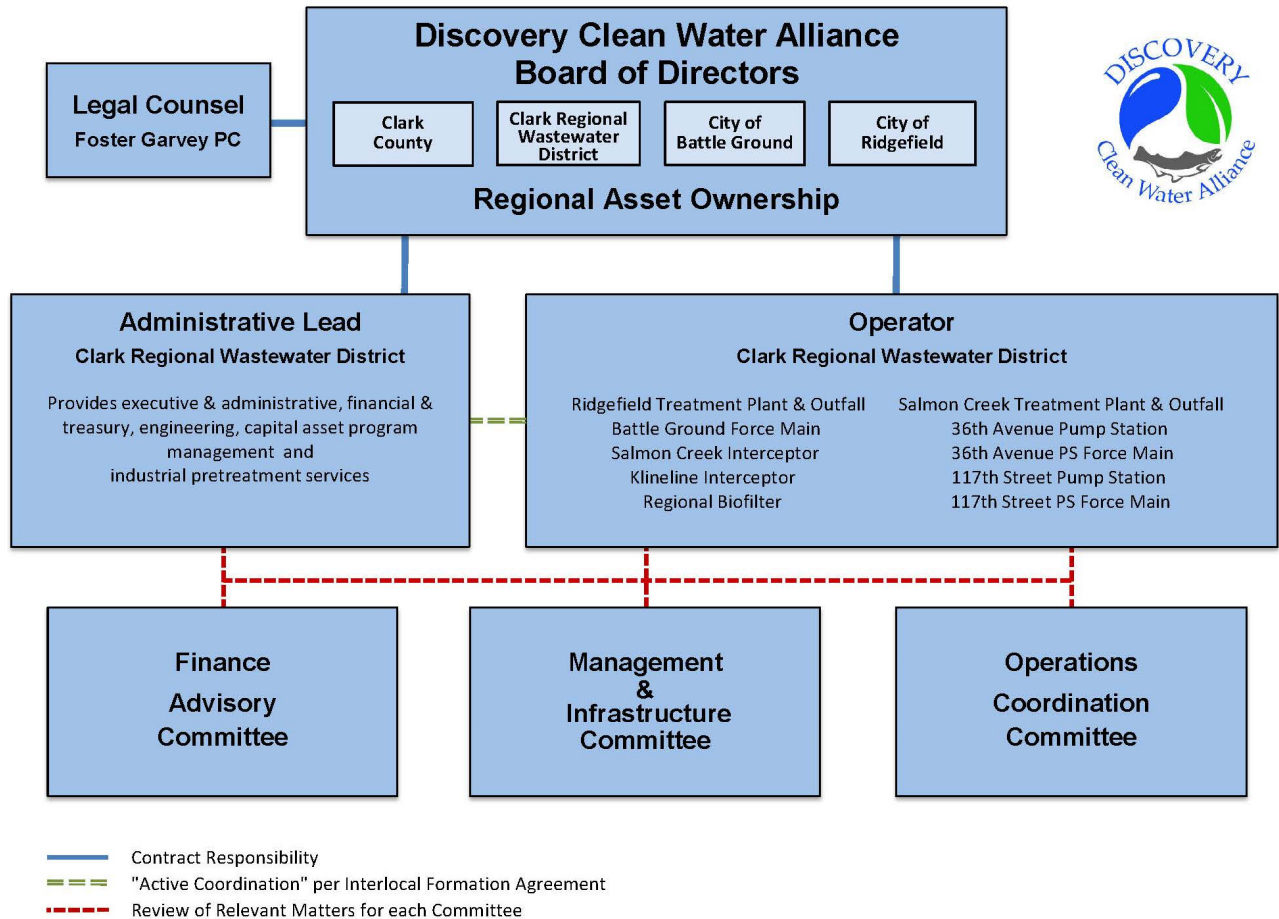 Discovery Clean Water Alliance
Board of Directors
Clark
County
Clark Regional
Wastewater
District
City of
Battle Ground
City of
Ridgefield
Regional Asset Ownership
Legal Counsel
Foster Garvey PC
DISCOVERY
Clean Water Alliance
Administrative Lead
Clark Regional Wastewater District
Provides executive & administrative, financial &
treasury, engineering, capital asset program
management and
industrial pretreatment services
Operator
Clark Regional Wastewater District
Ridgefield Treatment Plant & Outfall
Battle Ground Force Main
Salmon Creek Interceptor
Klineline Interceptor
Regional Biofilter
Salmon Creek Treatment Plant & Outfall
36th Avenue Pump Station
36th Avenue PS Force Main
117th Street Pump Station
117th Street PS Force Main
Finance
Advisory
Committee
Management
&
Infrastructure
Committee
Operations
Coordination
Committee
Contract Responsibility
"Active Coordination" per Interlocal Formation Agreement
Review of Relevant Matters for each Committee